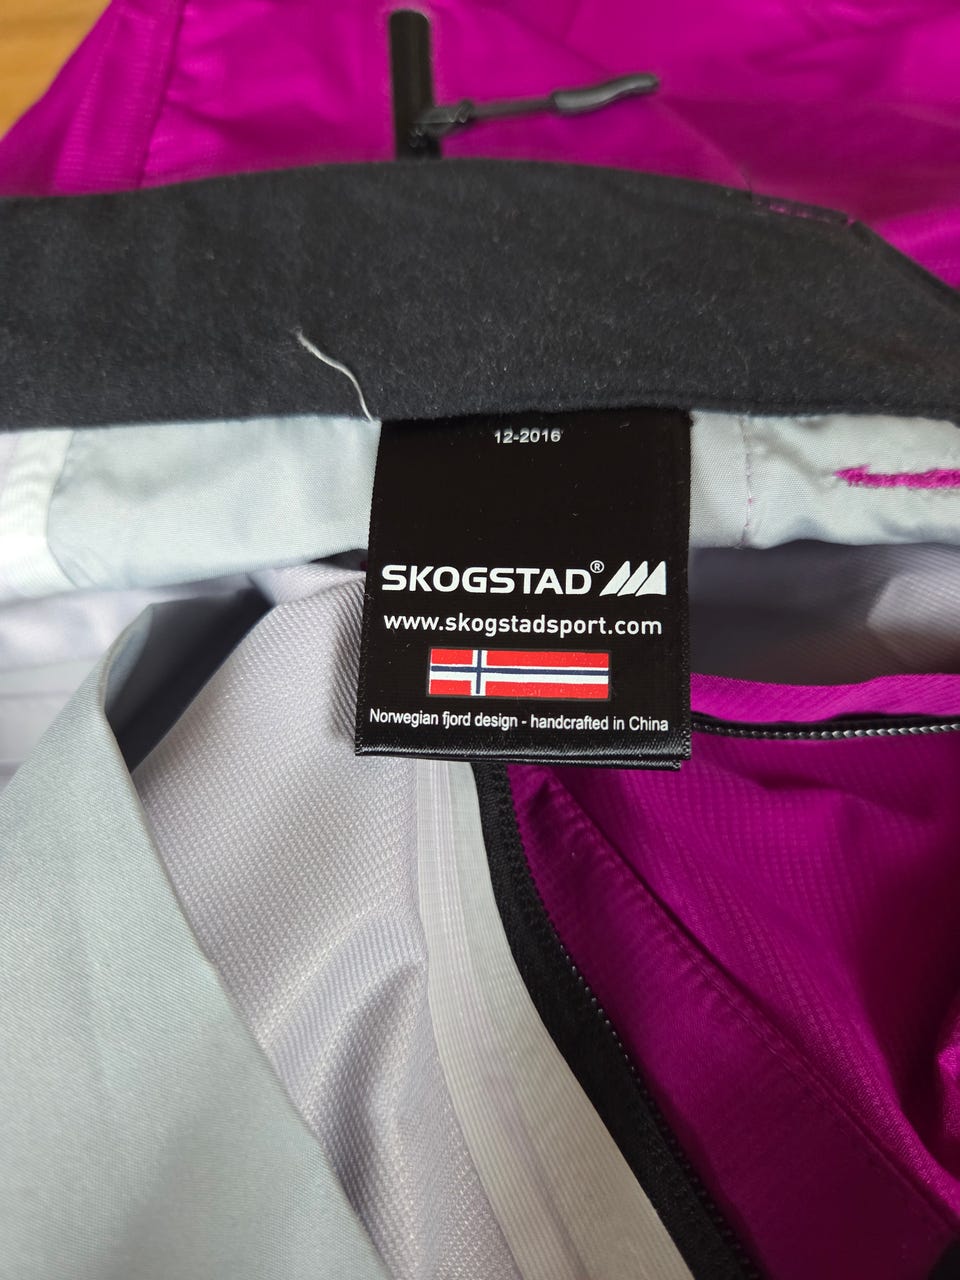 12-2016
SKOGSTAD®
www.skogstadsport.com
Norwegian fjord design - handcrafted in China